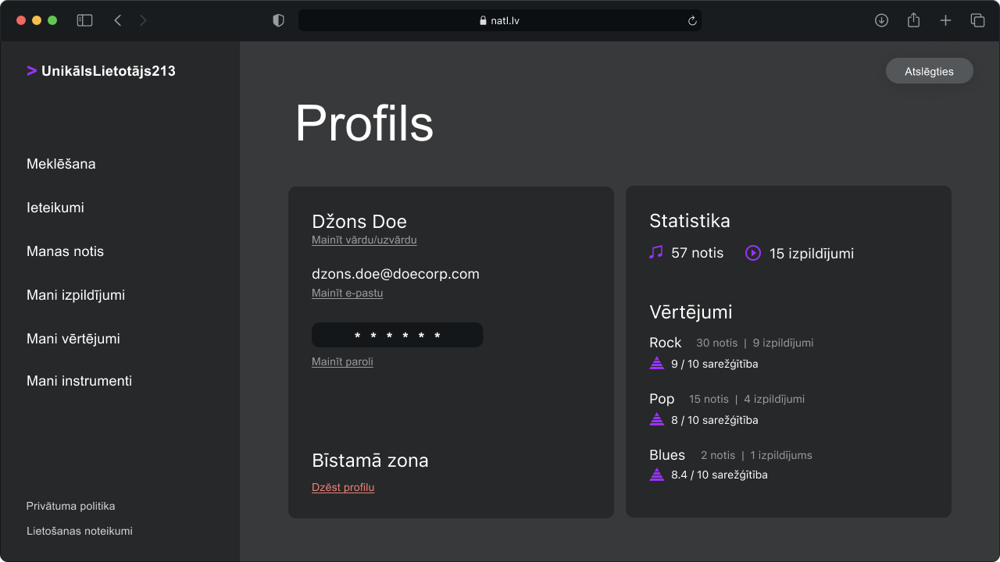 natl.lv
> UnikālsLietotājs213
Atslēgties
Meklēšana
Ieteikumi
Manas notis
Mani izpildījumi
Mani vērtējumi
Mani instrumenti
Privātuma politika
Lietošanas noteikumi
Profils
Džons Doe
Mainīt vārdu/uzvārdu
dzons.doe@doecorp.com
Mainīt e-pastu
* * * * * *
Mainīt paroli
Bīstamā zona
Dzēst profilu
Statistika
57 notis 15 izpildījumi
Vērtējumi
Rock 30 notis | 9 izpildījumi
9 / 10 sarežģītība
Pop 15 notis | 4 izpildījumi
8 / 10 sarežģītība
Blues 2 notis | 1 izpildījums
8.4 / 10 sarežģītība